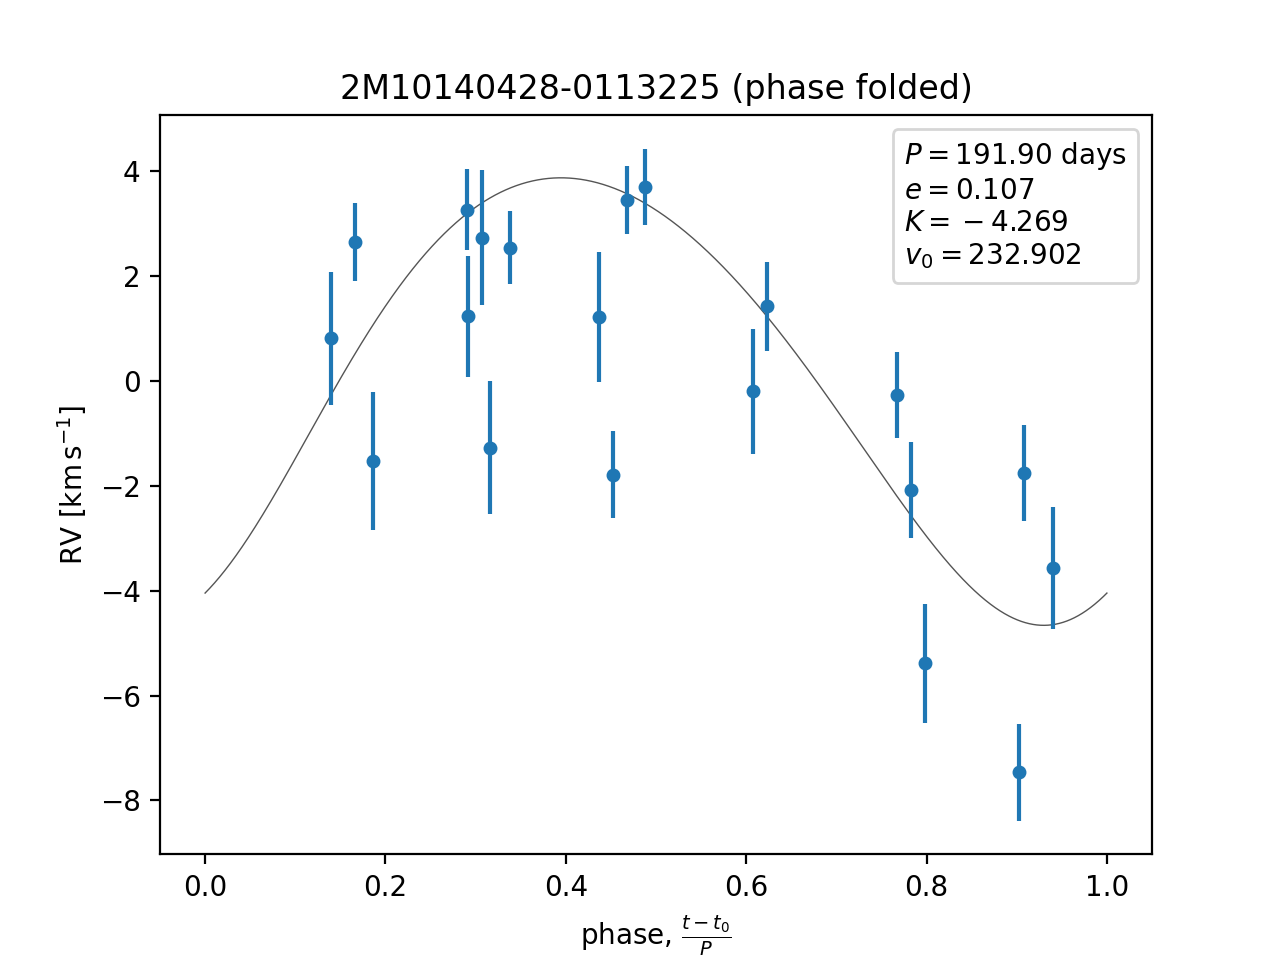 2M10140428-0113225 (phase folded)
P = 191.90 days
e = 0.107
K = −4.269
v₀ = 232.902
4
2
0
−2
−4
−6
−8
RV [km s⁻¹]
0.0 0.2 0.4 0.6 0.8 1.0
phase, (t − t₀)/P